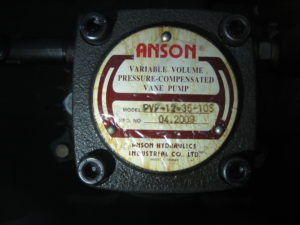 ANSON®
VARIABLE VOLUME
PRESSURE-COMPENSATED
VANE PUMP
MODEL PVF-12-35-10S
MFG. NO 04.2009
ANSON HYDRAULICS
INDUSTRIAL CO., LTD.